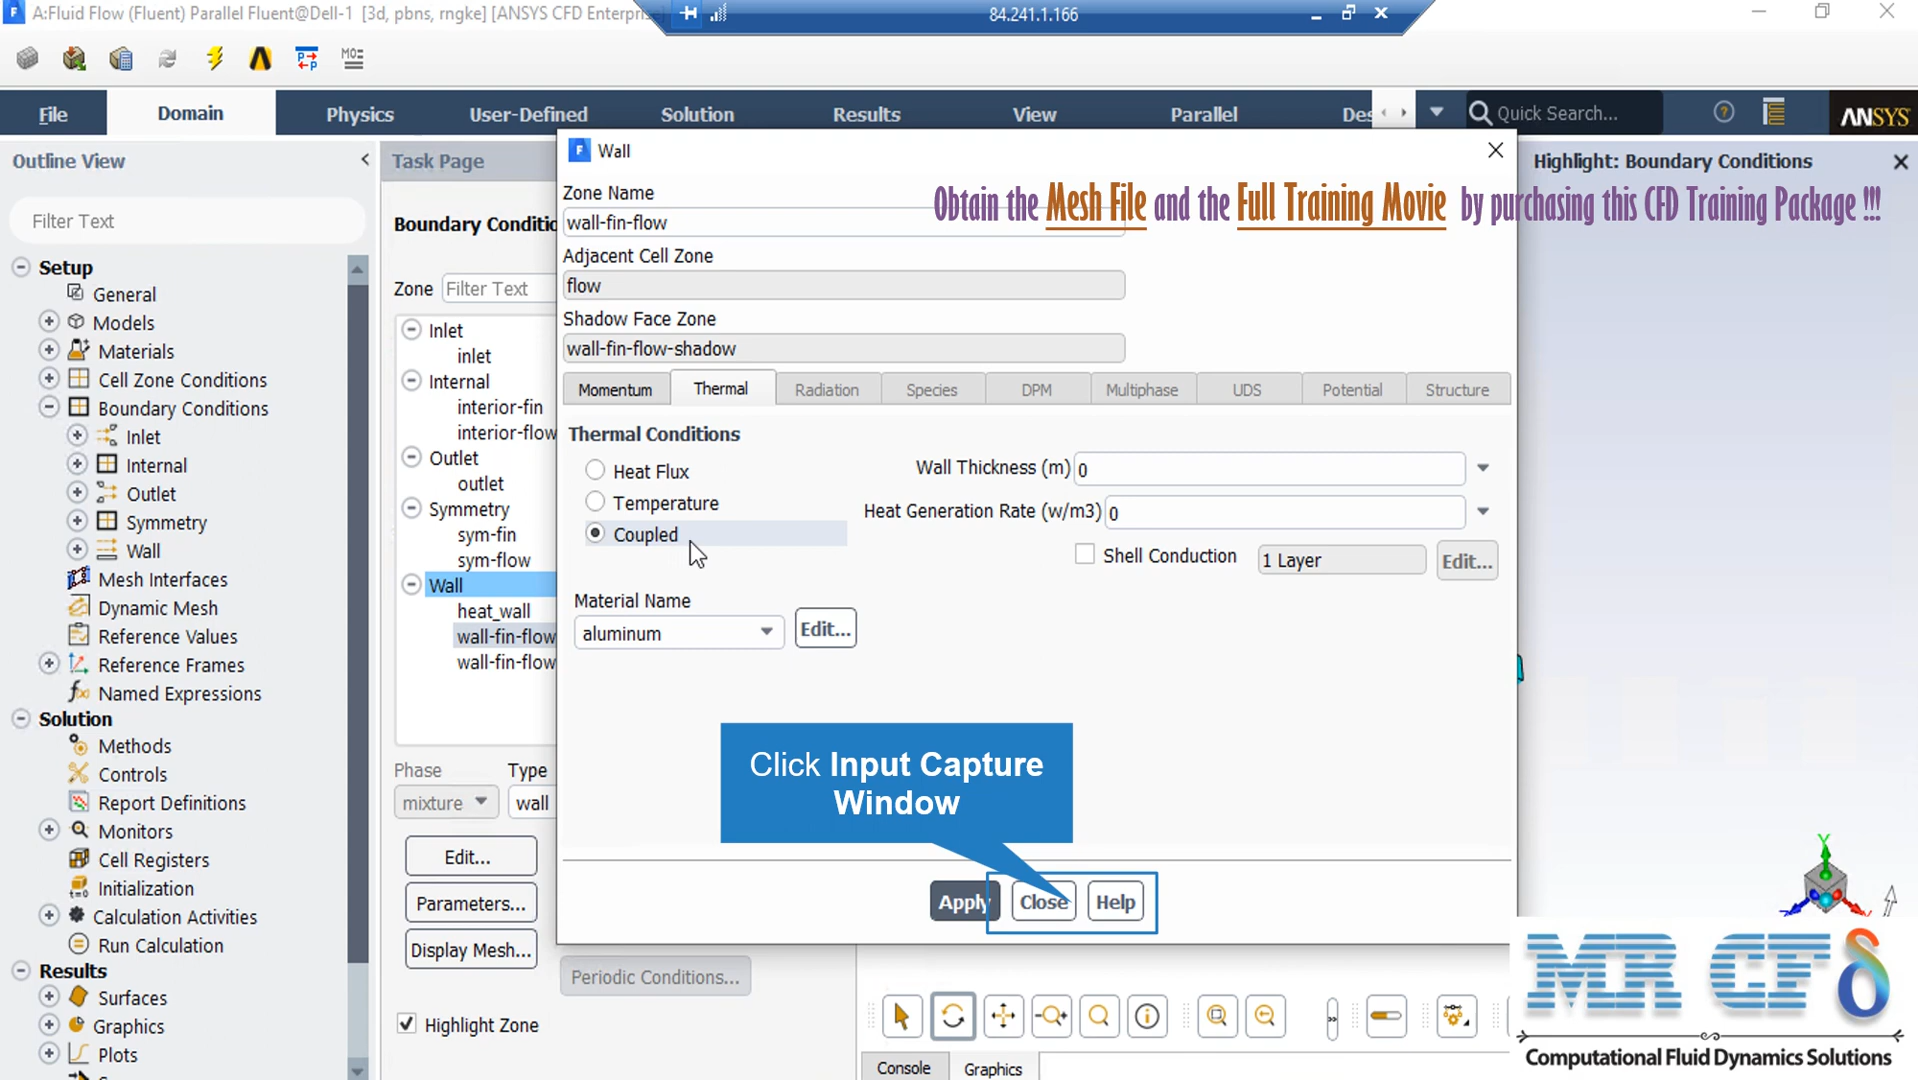 A:Fluid Flow (Fluent) Parallel Fluent@Dell-1 [3d, pbns, rngke] [ANSYS CFD Enterprise
84.241.1.166
MO=
File
Domain
Physics
User-Defined
Solution
Results
View
Parallel
Des
Quick Search...
ANSYS
Outline View
Filter Text
Setup
General
Models
Materials
Cell Zone Conditions
Boundary Conditions
Inlet
Internal
Outlet
Symmetry
Wall
Mesh Interfaces
Dynamic Mesh
Reference Values
Reference Frames
Named Expressions
Solution
Methods
Controls
Report Definitions
Monitors
Cell Registers
Initialization
Calculation Activities
Run Calculation
Results
Surfaces
Graphics
Plots
Task Page
Boundary Conditio
Zone
Filter Text
Inlet
inlet
Internal
interior-fin
interior-flow
Outlet
outlet
Symmetry
sym-fin
sym-flow
Wall
heat_wall
wall-fin-flow
wall-fin-flow
Phase
Type
mixture
wall
Edit...
Parameters...
Display Mesh...
Periodic Conditions...
Highlight Zone
Wall
Zone Name
wall-fin-flow
Adjacent Cell Zone
flow
Shadow Face Zone
wall-fin-flow-shadow
Momentum
Thermal
Radiation
Species
DPM
Multiphase
UDS
Potential
Structure
Thermal Conditions
Heat Flux
Temperature
Coupled
Wall Thickness (m)
0
Heat Generation Rate (w/m3)
0
Shell Conduction
1 Layer
Edit...
Material Name
aluminum
Edit...
Click Input Capture
Window
Apply
Close
Help
Highlight: Boundary Conditions
Obtain the Mesh File and the Full Training Movie by purchasing this CFD Training Package !!!
Y
Console
Graphics
MR CFδ
Computational Fluid Dynamics Solutions